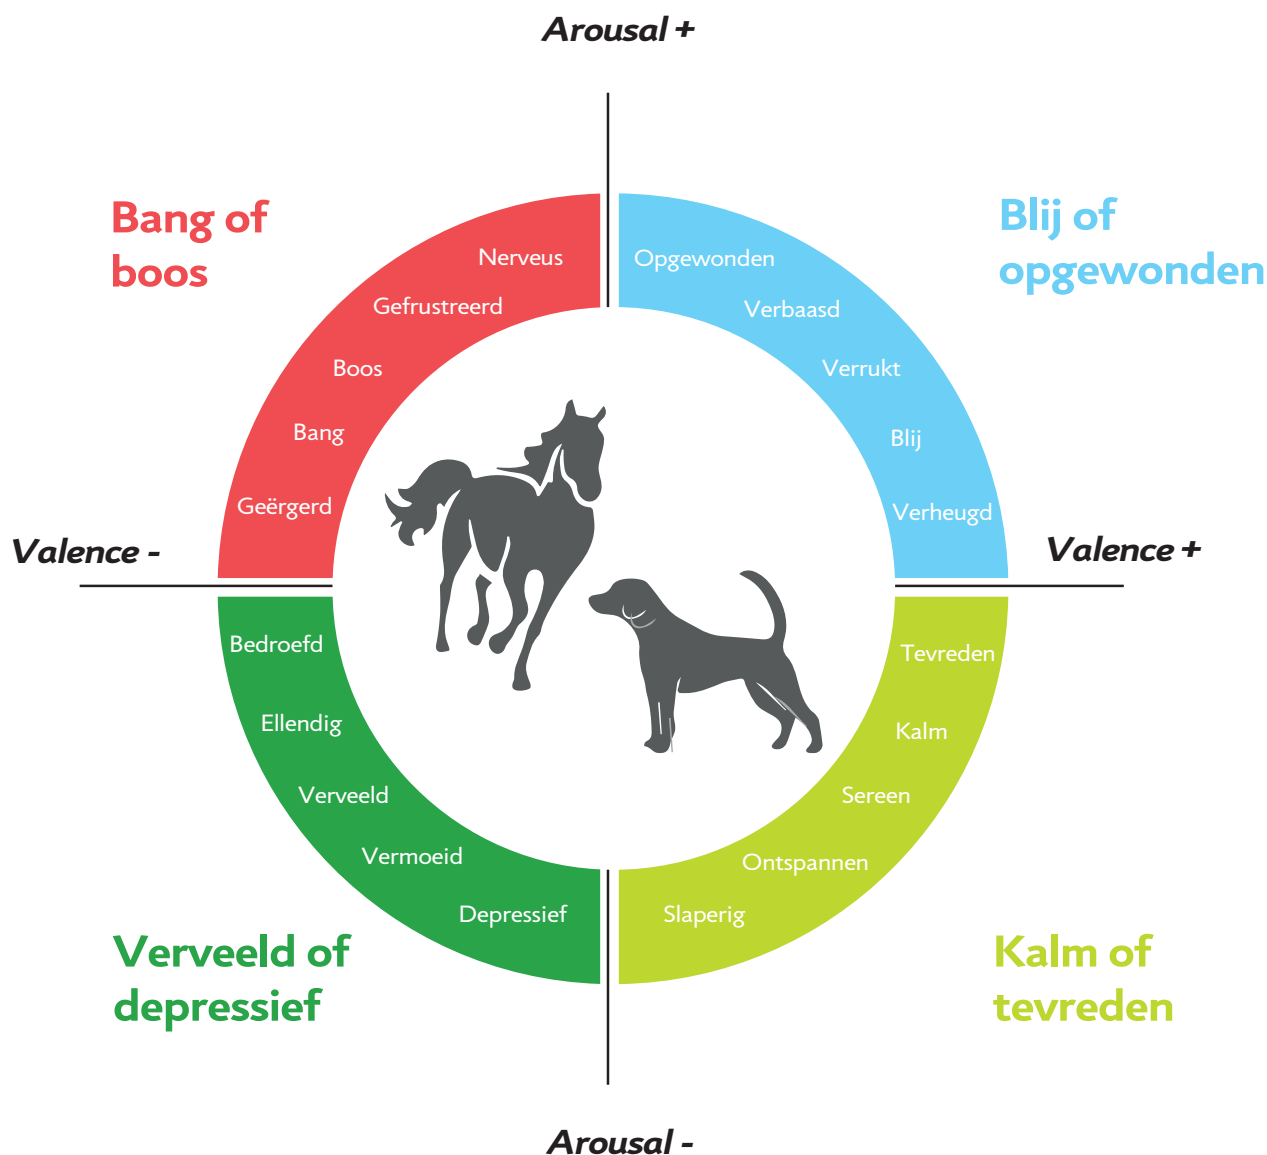 Arousal +
Bang of
boos
Blij of
opgewonden
Nerveus
Gefrustreerd
Boos
Bang
Geërgerd
Opgewonden
Verbaasd
Verrukt
Blij
Verheugd
Valence -
Valence +
Bedroefd
Ellendig
Verveeld
Vermoeid
Depressief
Tevreden
Kalm
Sereen
Ontspannen
Slaperig
Verveeld of
depressief
Kalm of
tevreden
Arousal -